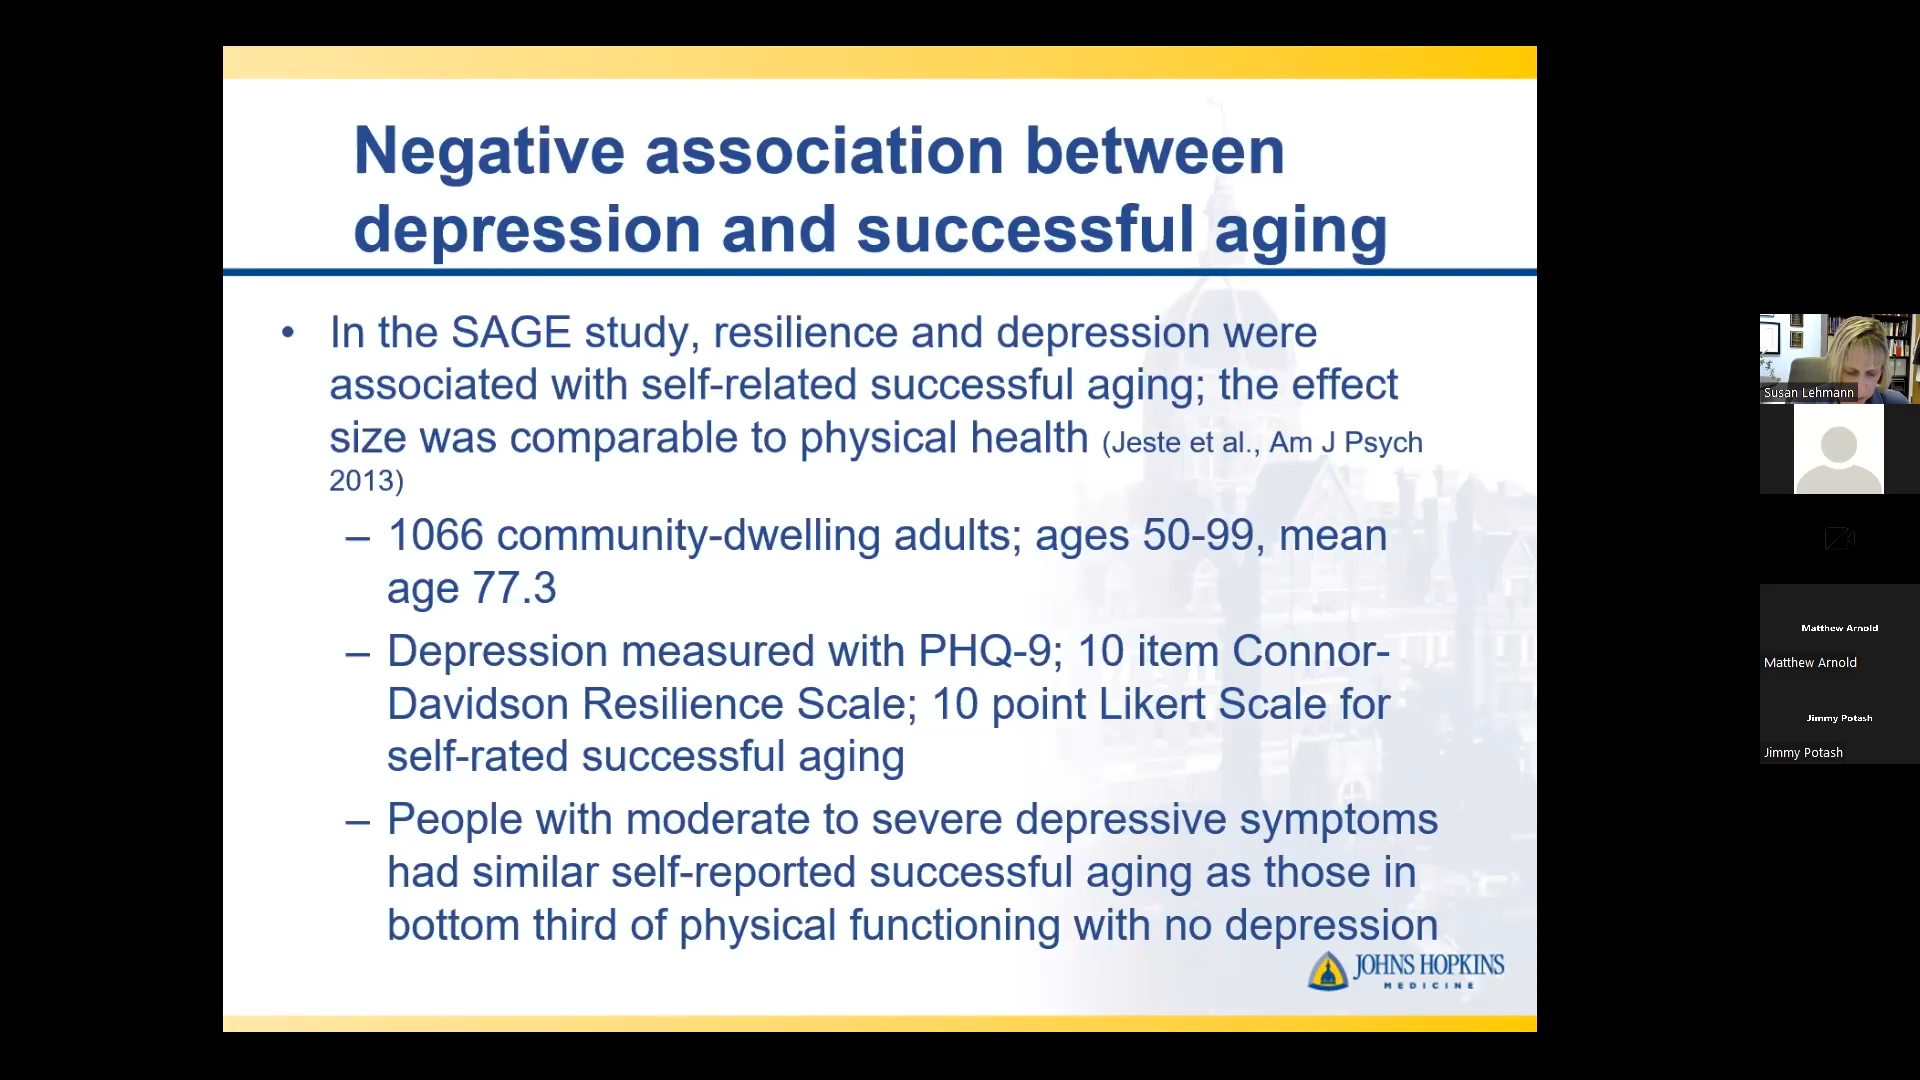 Negative association between
depression and successful aging
• In the SAGE study, resilience and depression were
associated with self-related successful aging; the effect
size was comparable to physical health (Jeste et al., Am J Psych
2013)
– 1066 community-dwelling adults; ages 50-99, mean
age 77.3
– Depression measured with PHQ-9; 10 item Connor-
Davidson Resilience Scale; 10 point Likert Scale for
self-rated successful aging
– People with moderate to severe depressive symptoms
had similar self-reported successful aging as those in
bottom third of physical functioning with no depression
JOHNS HOPKINS
MEDICINE
Susan Lehmann
Matthew Arnold
Matthew Arnold
Jimmy Potash
Jimmy Potash